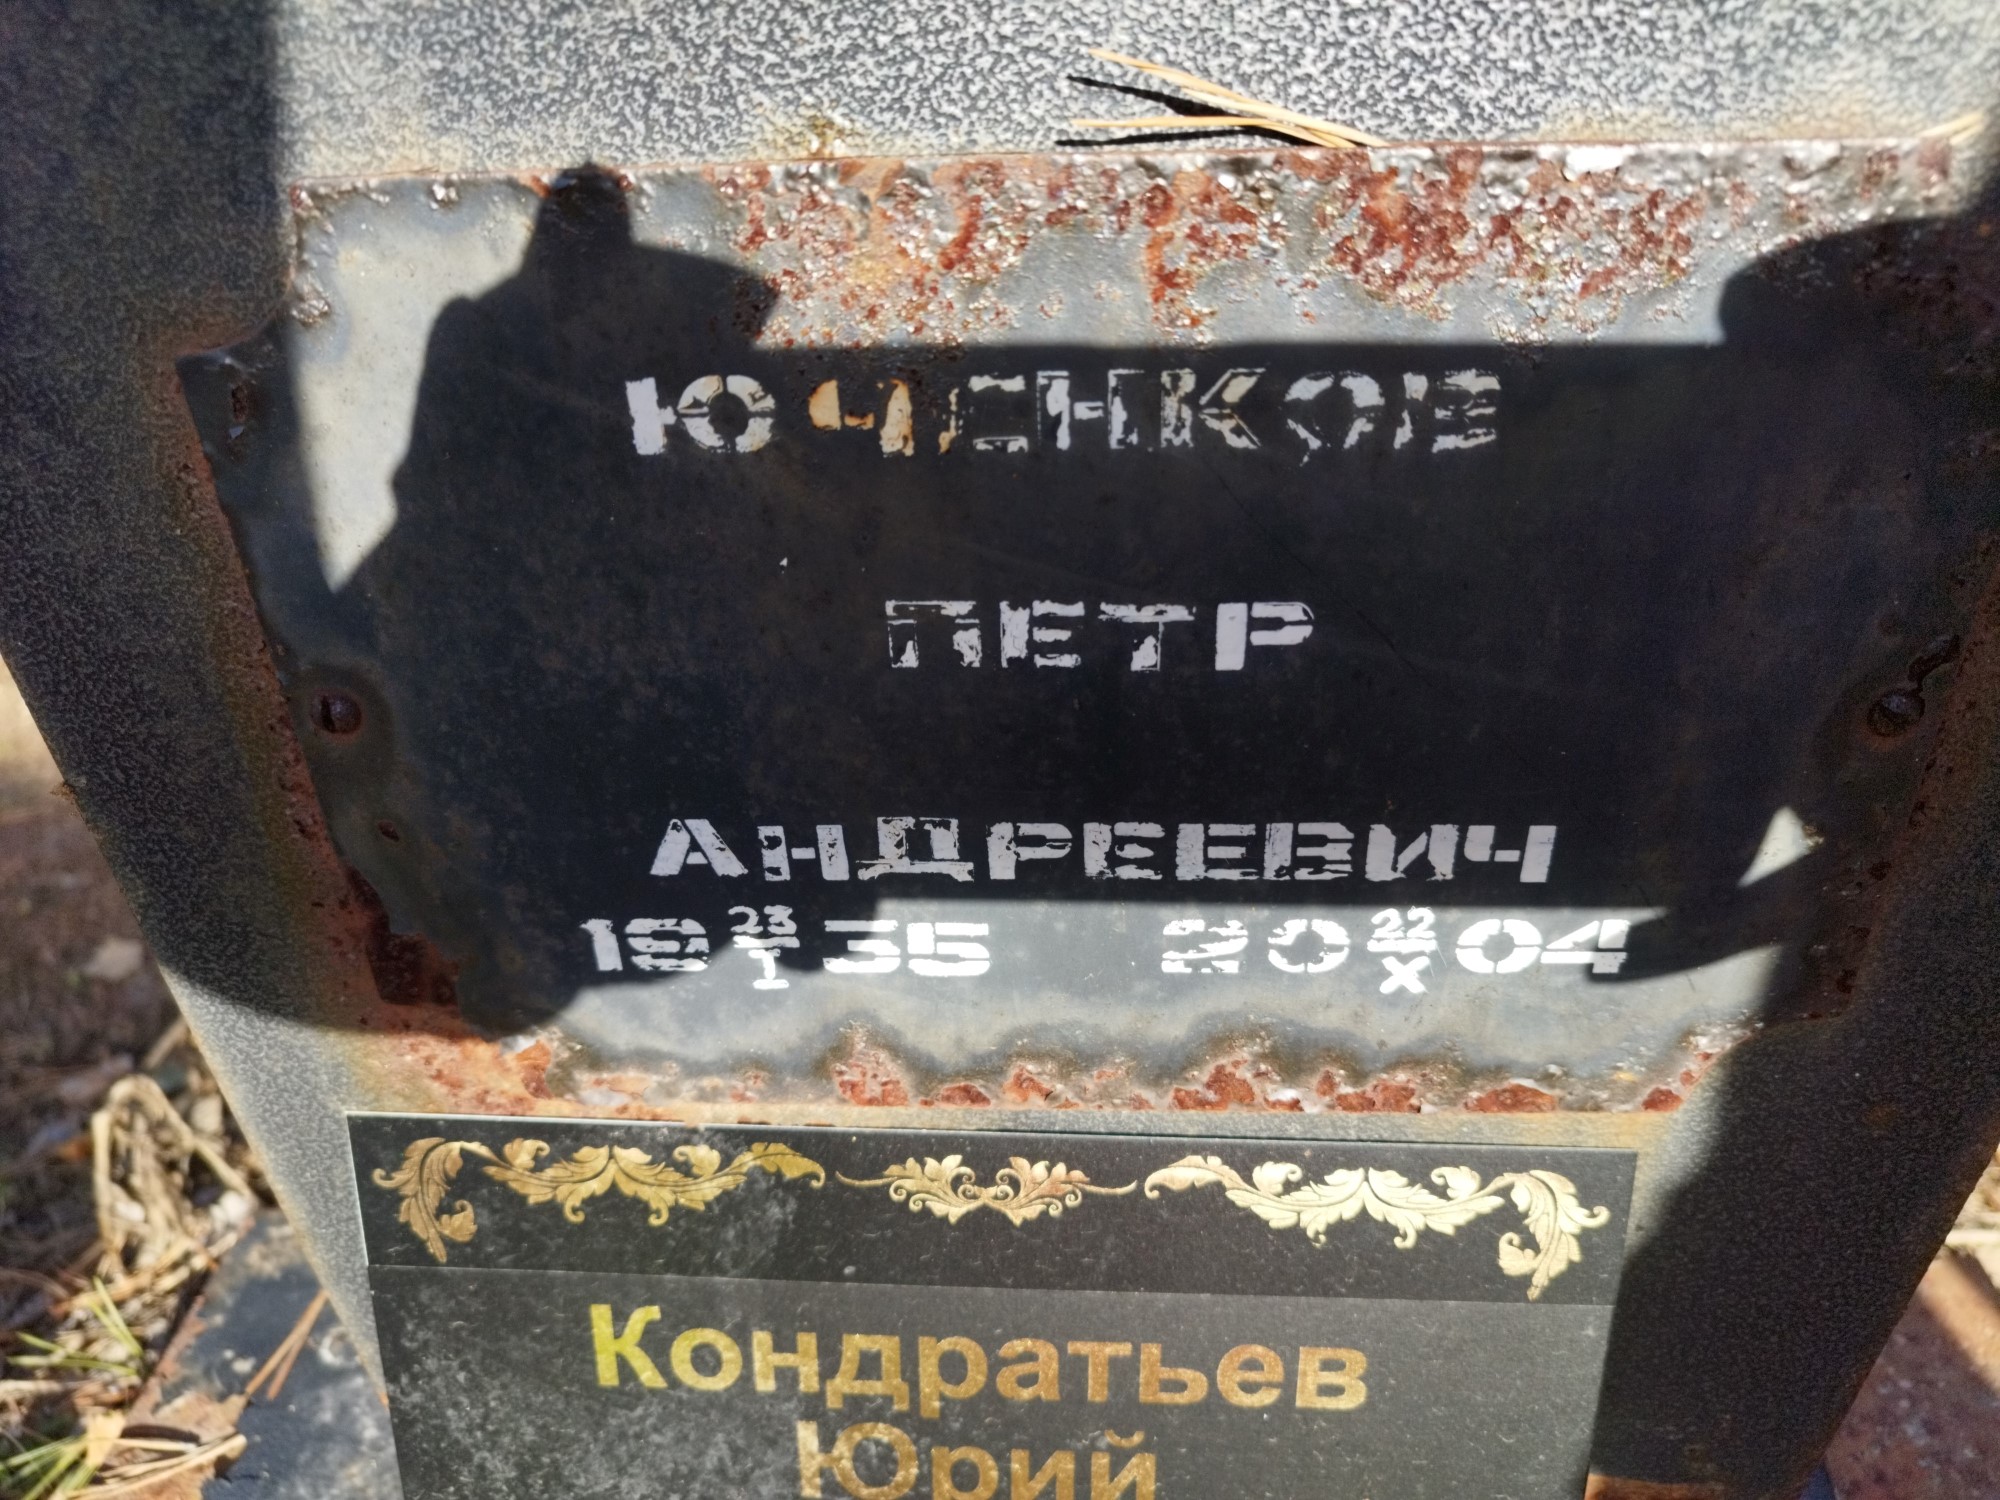 ЮЧЕНКОВ
ПЕТР
АНДРЕЕВИЧ
19 23/I 35 20 22/X 04
Кондратьев
Юрий